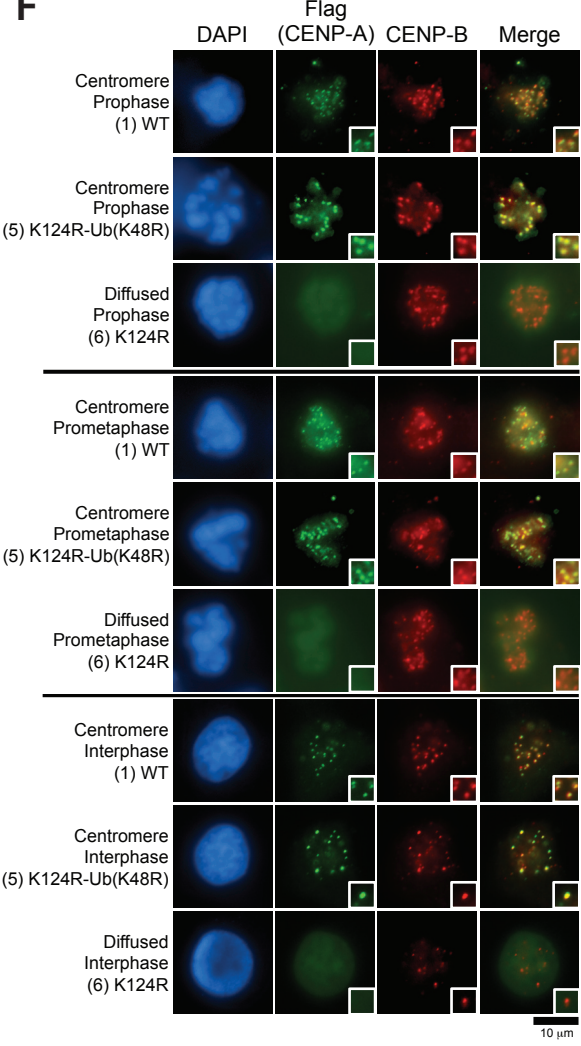 F
Flag
DAPI (CENP-A) CENP-B Merge
Centromere
Prophase
(1) WT
Centromere
Prophase
(5) K124R-Ub(K48R)
Diffused
Prophase
(6) K124R
Centromere
Prometaphase
(1) WT
Centromere
Prometaphase
(5) K124R-Ub(K48R)
Diffused
Prometaphase
(6) K124R
Centromere
Interphase
(1) WT
Centromere
Interphase
(5) K124R-Ub(K48R)
Diffused
Interphase
(6) K124R
10 μm